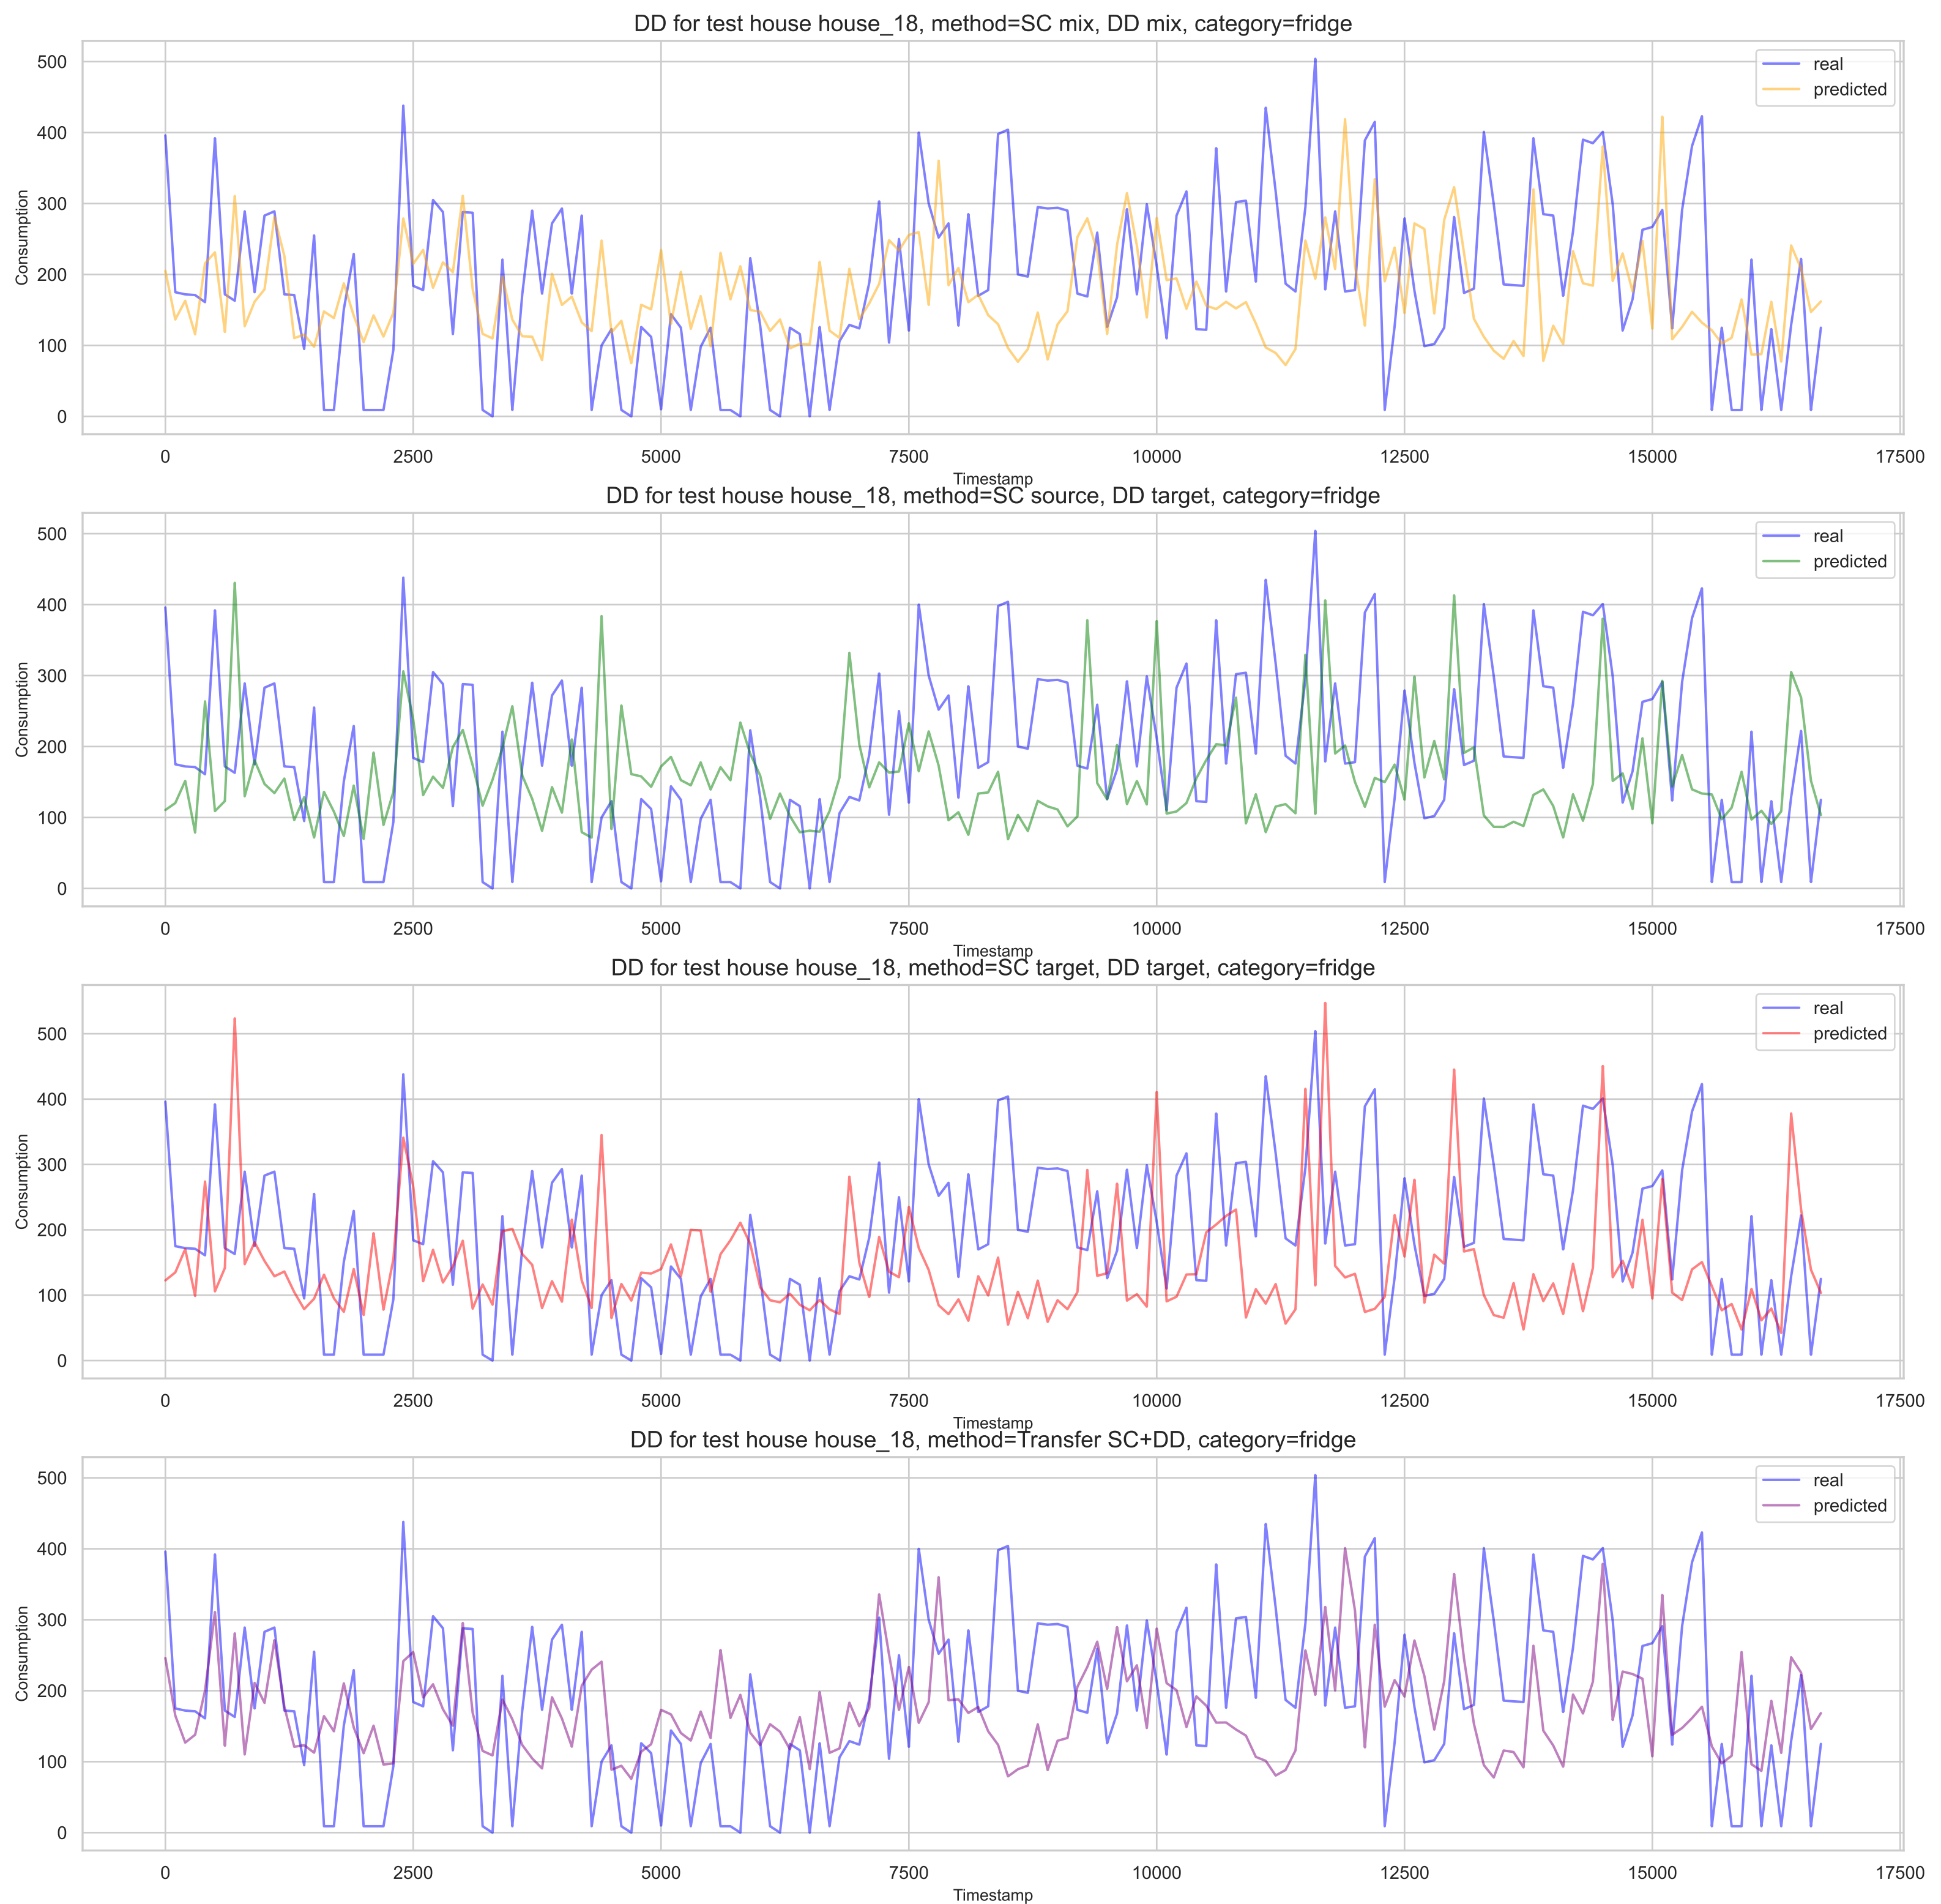 DD for test house house_18, method=SC mix, DD mix, category=fridge
500
400
300
200
100
0
Consumption
real
predicted
0 2500 5000 7500 10000 12500 15000 17500
Timestamp
DD for test house house_18, method=SC source, DD target, category=fridge
500
400
300
200
100
0
Consumption
real
predicted
0 2500 5000 7500 10000 12500 15000 17500
Timestamp
DD for test house house_18, method=SC target, DD target, category=fridge
500
400
300
200
100
0
Consumption
real
predicted
0 2500 5000 7500 10000 12500 15000 17500
Timestamp
DD for test house house_18, method=Transfer SC+DD, category=fridge
500
400
300
200
100
0
Consumption
real
predicted
0 2500 5000 7500 10000 12500 15000 17500
Timestamp